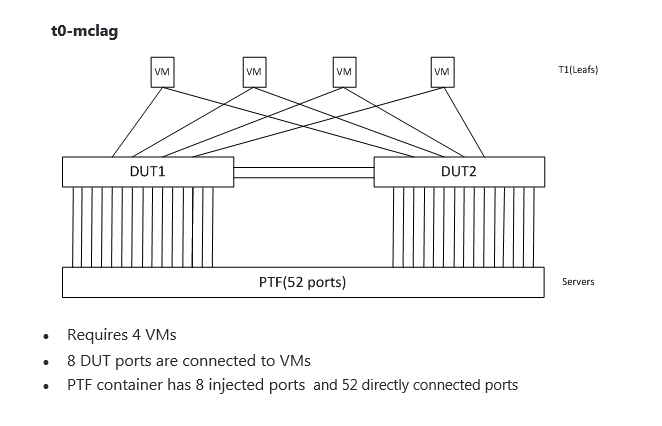 t0-mclag
VM VM VM VM T1(Leafs)
DUT1 DUT2
PTF(52 ports) Servers
• Requires 4 VMs
• 8 DUT ports are connected to VMs
• PTF container has 8 injected ports and 52 directly connected ports